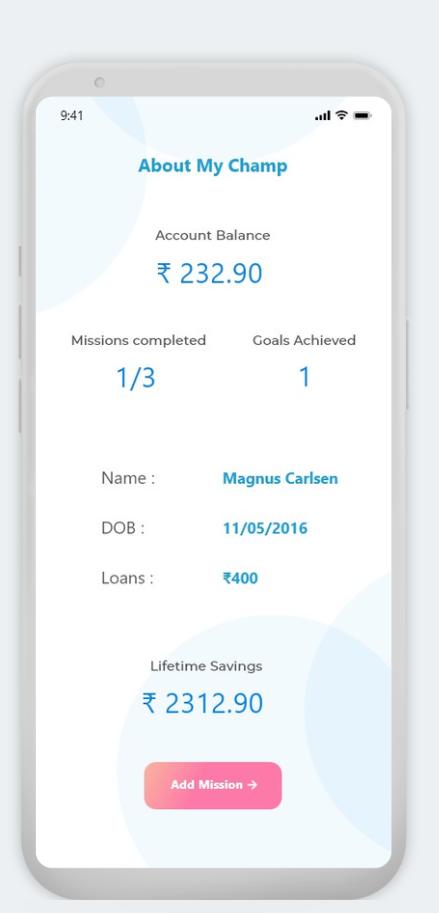 9:41
About My Champ
Account Balance
₹ 232.90
Missions completed Goals Achieved
1/3 1
Name : Magnus Carlsen
DOB : 11/05/2016
Loans : ₹400
Lifetime Savings
₹ 2312.90
Add Mission →